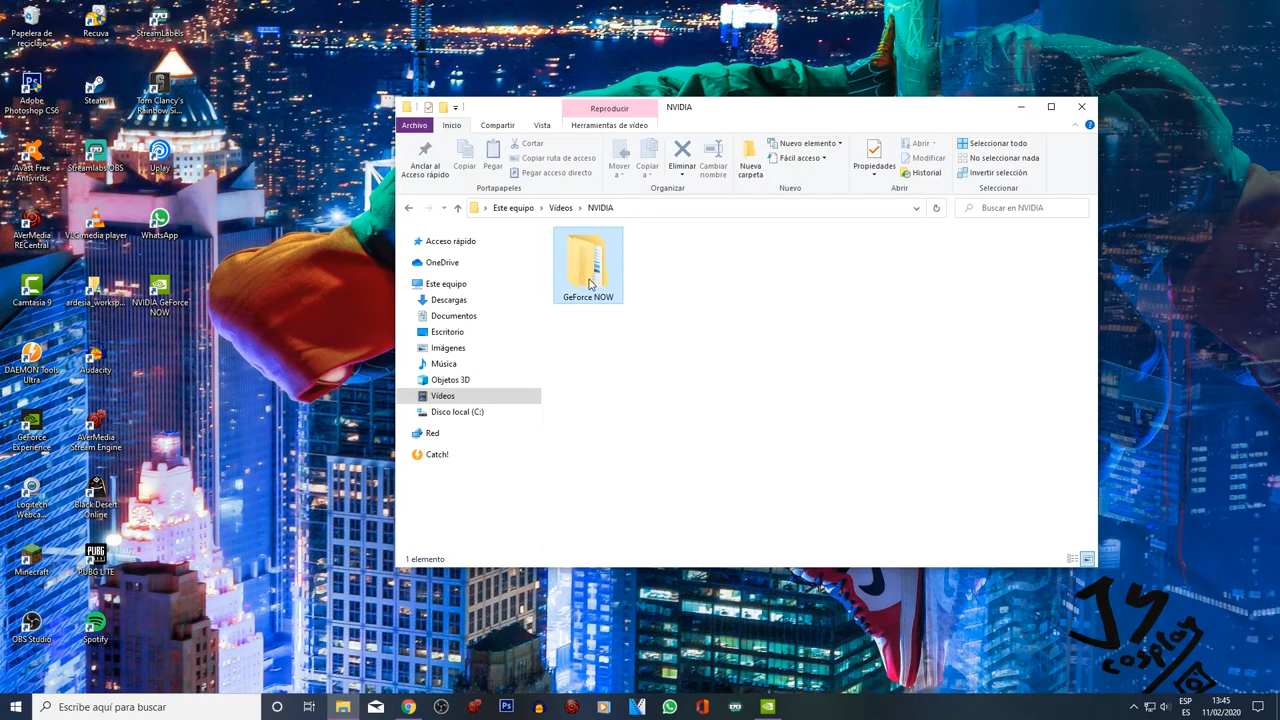 Papelera de
reciclaje
Recuva
StreamLabels
Adobe
Photoshop CS6
Steam
Tom Clancy's
Rainbow Si...
Avast Free
Antivirus
Streamlabs OBS
Uplay
AVerMedia
RECentral
VLC media player
WhatsApp
Camtasia 9
ardesia_worksp...
NVIDIA GeForce
NOW
DAEMON Tools
Ultra
Audacity
GeForce
Experience
AVerMedia
Stream Engine
Logitech
Webca...
Black Desert
Online
Minecraft
PUBG LITE
OBS Studio
Spotify
Reproducir
NVIDIA
Archivo
Inicio
Compartir
Vista
Herramientas de vídeo
Anclar al
Acceso rápido
Copiar
Pegar
Cortar
Copiar ruta de acceso
Pegar acceso directo
Portapapeles
Mover
a
Copiar
a
Eliminar
Cambiar
nombre
Organizar
Nueva
carpeta
Nuevo elemento
Fácil acceso
Nuevo
Propiedades
Abrir
Modificar
Historial
Abrir
Seleccionar todo
No seleccionar nada
Invertir selección
Seleccionar
Este equipo > Vídeos > NVIDIA
Buscar en NVIDIA
Acceso rápido
OneDrive
Este equipo
Descargas
Documentos
Escritorio
Imágenes
Música
Objetos 3D
Vídeos
Disco local (C:)
Red
Catch!
GeForce NOW
1 elemento
JY
cosplay
Escribe aquí para buscar
Ps
ESP
ES
13:45
11/02/2020